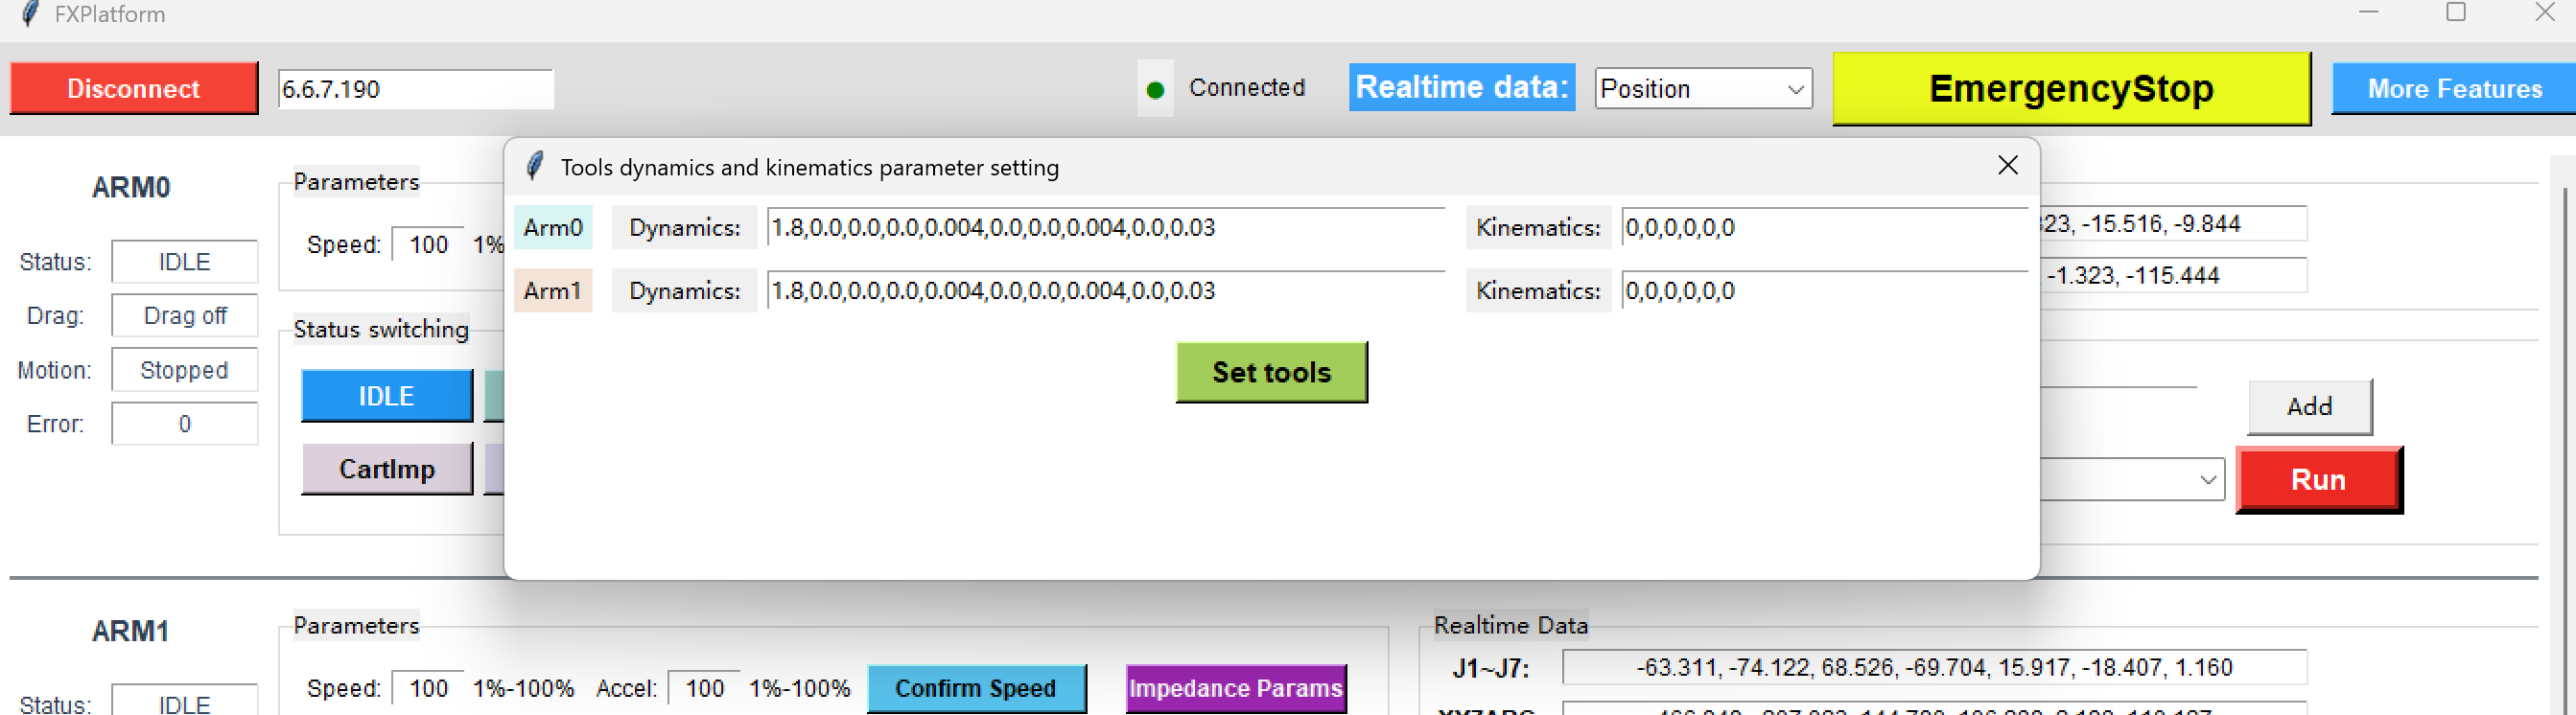 FXPlatform
Disconnect
6.6.7.190
Connected
Realtime data:
Position
EmergencyStop
More Features
Tools dynamics and kinematics parameter setting
Arm0 Dynamics: 1.8,0.0,0.0,0.0,0.004,0.0,0.0,0.004,0.0,0.03 Kinematics: 0,0,0,0,0,0
Arm1 Dynamics: 1.8,0.0,0.0,0.0,0.004,0.0,0.0,0.004,0.0,0.03 Kinematics: 0,0,0,0,0,0
Set tools
ARM0
Status: IDLE
Drag: Drag off
Motion: Stopped
Error: 0
Parameters
Speed: 100 1%
Status switching
IDLE
CartImp
23, -15.516, -9.844
-1.323, -115.444
Add
Run
ARM1
Status: IDLE
Parameters
Speed: 100 1%-100% Accel: 100 1%-100% Confirm Speed Impedance Params
Realtime Data
J1~J7: -63.311, -74.122, 68.526, -69.704, 15.917, -18.407, 1.160